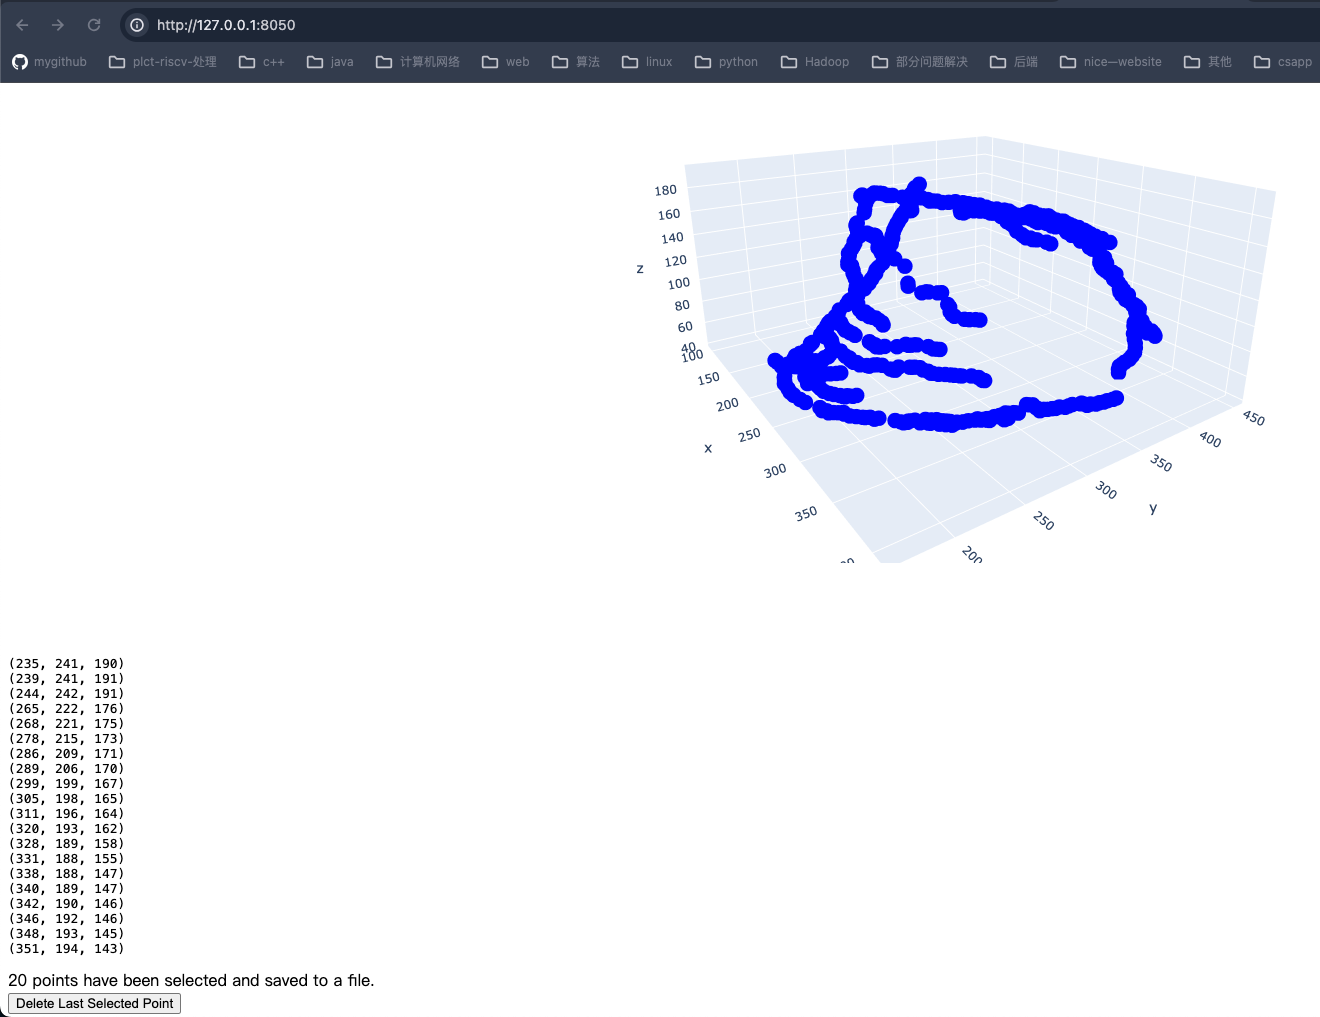 http://127.0.0.1:8050
mygithub plct-riscv-处理 c++ java 计算机网络 web 算法 linux python Hadoop 部分问题解决 后端 nice—website 其他 csapp
180
160
140
120
100
80
60
40
z
100
150
200
250
300
350
x
450
400
350
300
250
200
y
(235, 241, 190)
(239, 241, 191)
(244, 242, 191)
(265, 222, 176)
(268, 221, 175)
(278, 215, 173)
(286, 209, 171)
(289, 206, 170)
(299, 199, 167)
(305, 198, 165)
(311, 196, 164)
(320, 193, 162)
(328, 189, 158)
(331, 188, 155)
(338, 188, 147)
(340, 189, 147)
(342, 190, 146)
(346, 192, 146)
(348, 193, 145)
(351, 194, 143)
20 points have been selected and saved to a file.
Delete Last Selected Point